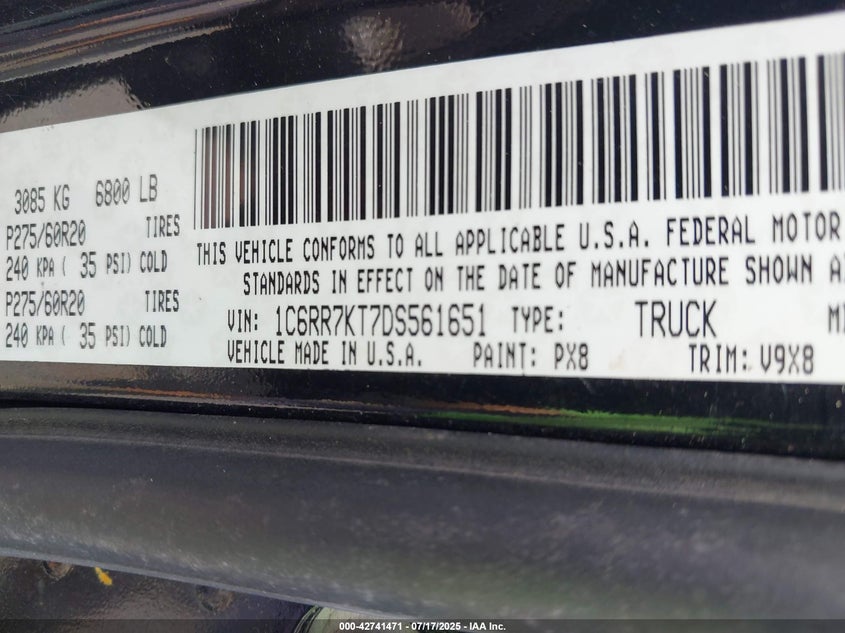 3085 KG 6800 LB
P275/60R20 TIRES
240 KPA ( 35 PSI) COLD
P275/60R20 TIRES
240 KPA ( 35 PSI) COLD
THIS VEHICLE CONFORMS TO ALL APPLICABLE U.S.A. FEDERAL MOTOR
STANDARDS IN EFFECT ON THE DATE OF MANUFACTURE SHOWN
VIN: 1C6RR7KT7DS561651 TYPE: TRUCK
VEHICLE MADE IN U.S.A. PAINT: PX8 TRIM: V9X8
000-42741471 - 07/17/2025 - IAA Inc.